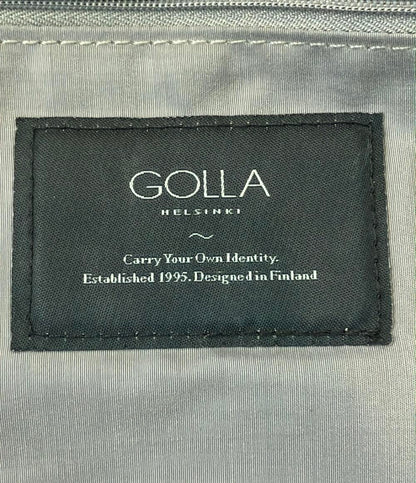 GOLLA
HELSINKI
~
Carry Your Own Identity.
Established 1995. Designed in Finland